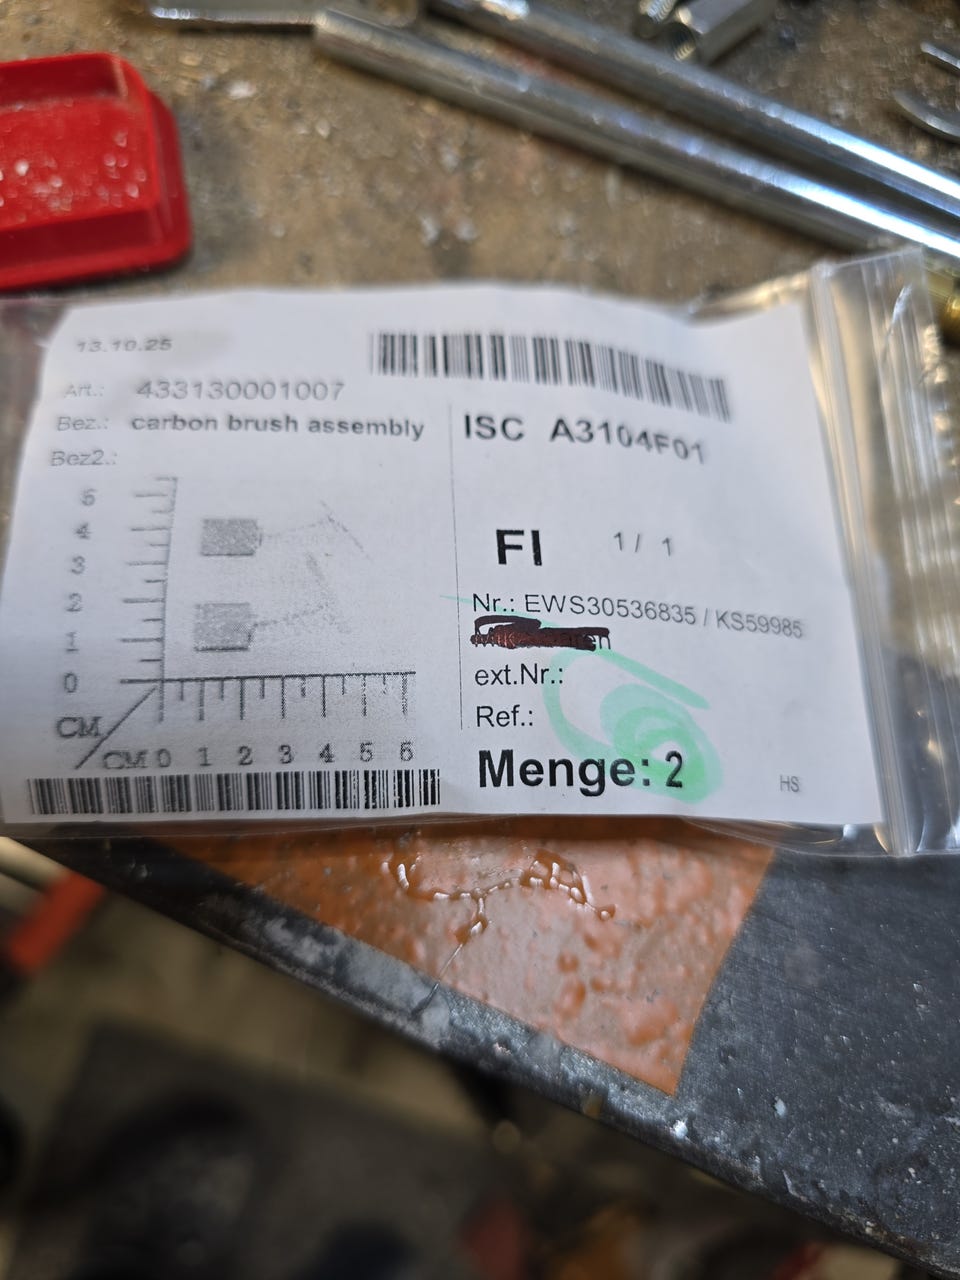 13.10.25
Art.: 433130001007
Bez.: carbon brush assembly
Bez2.:
5
4
3
2
1
0
CM
CM 0 1 2 3 4 5 6
ISC A3104F01
FI 1 / 1
Nr.: EWS30536835 / KS59985
ext.Nr.:
Ref.:
Menge: 2
HS